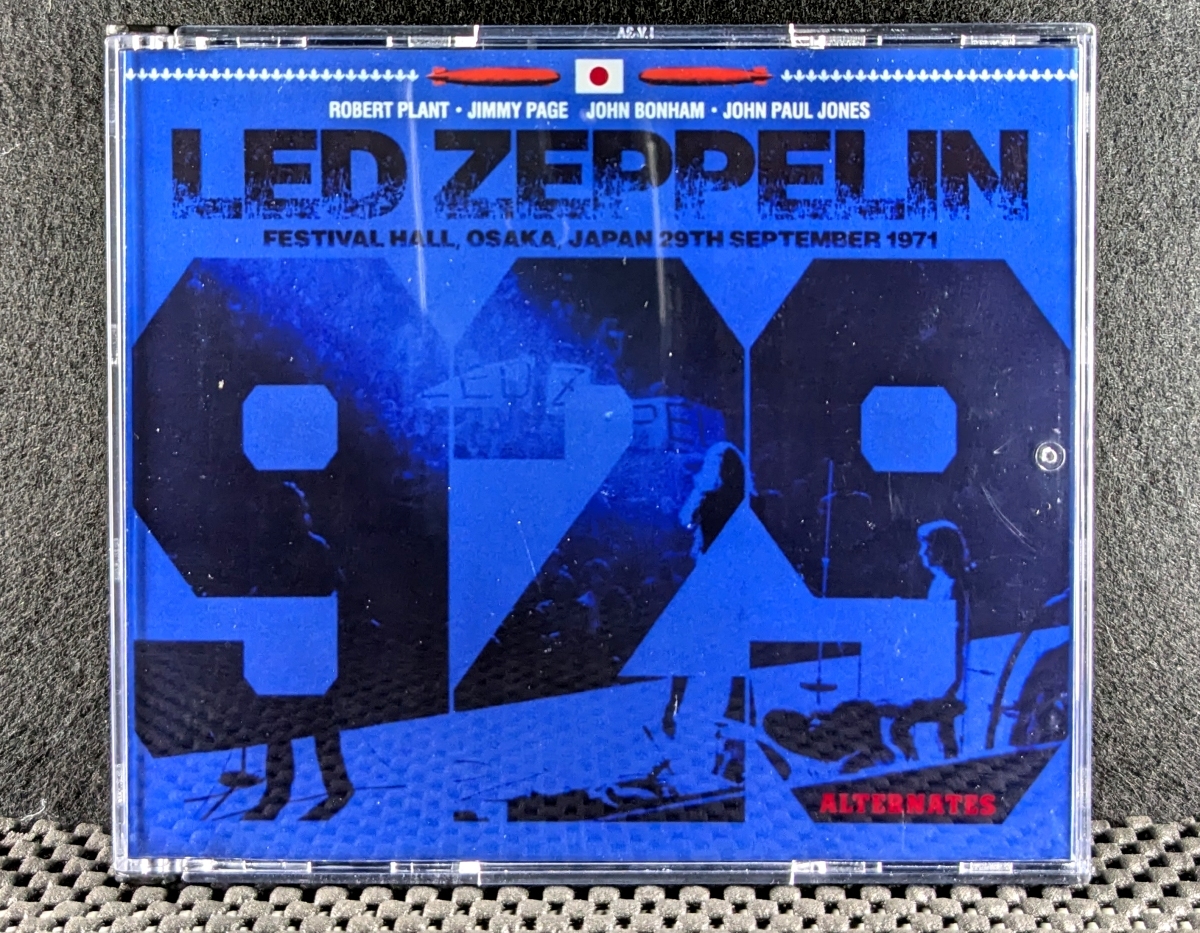 ROBERT PLANT • JIMMY PAGE JOHN BONHAM • JOHN PAUL JONES
LED ZEPPELIN
FESTIVAL HALL, OSAKA, JAPAN 29TH SEPTEMBER 1971
929
LED Z
ALTERNATES